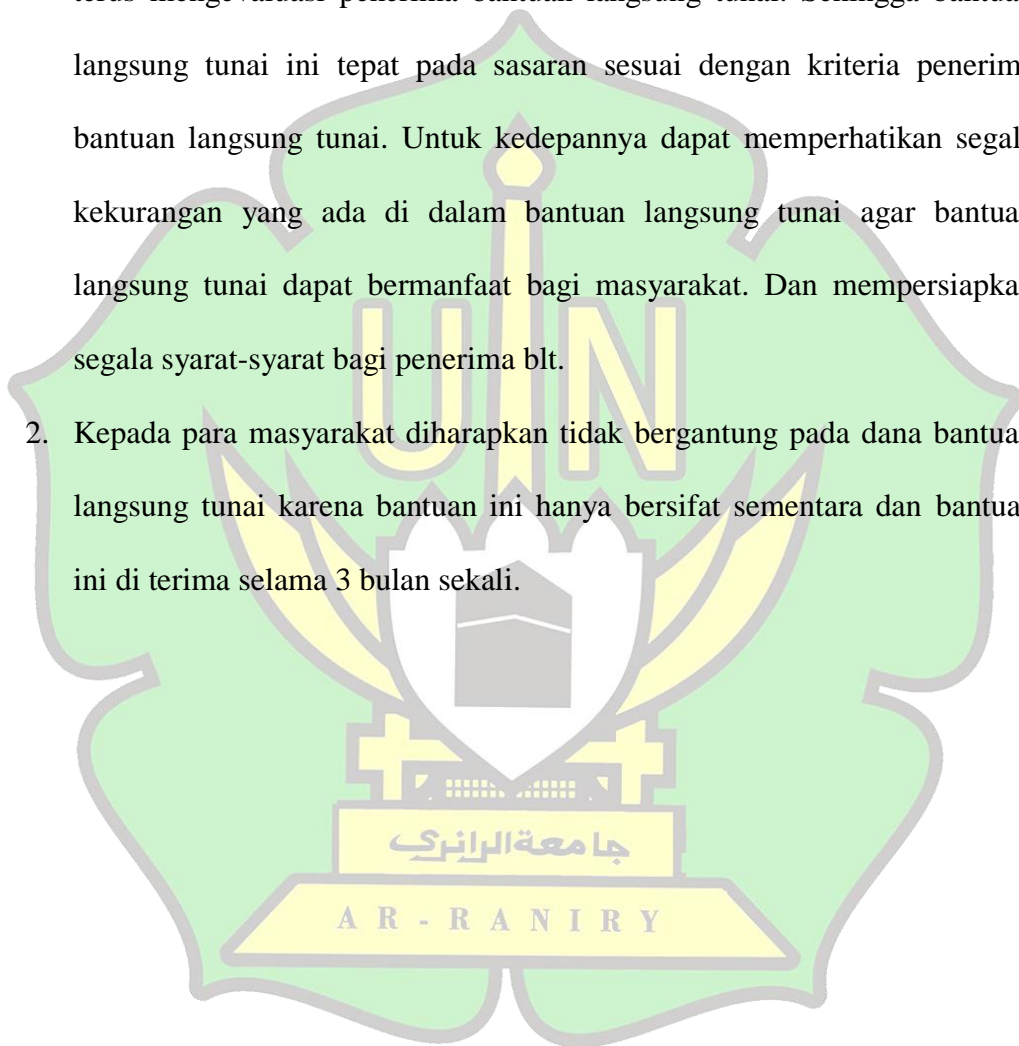 terus mengevaluasi penerima bantuan langsung tunai. Sehingga bantua
langsung tunai ini tepat pada sasaran sesuai dengan kriteria penerim
bantuan langsung tunai. Untuk kedepannya dapat memperhatikan segal
kekurangan yang ada di dalam bantuan langsung tunai agar bantua
langsung tunai dapat bermanfaat bagi masyarakat. Dan mempersiapka
segala syarat-syarat bagi penerima blt.
2. Kepada para masyarakat diharapkan tidak bergantung pada dana bantua
langsung tunai karena bantuan ini hanya bersifat sementara dan bantua
ini di terima selama 3 bulan sekali.
UIN
جامعة الرانري
AR-RANIRY